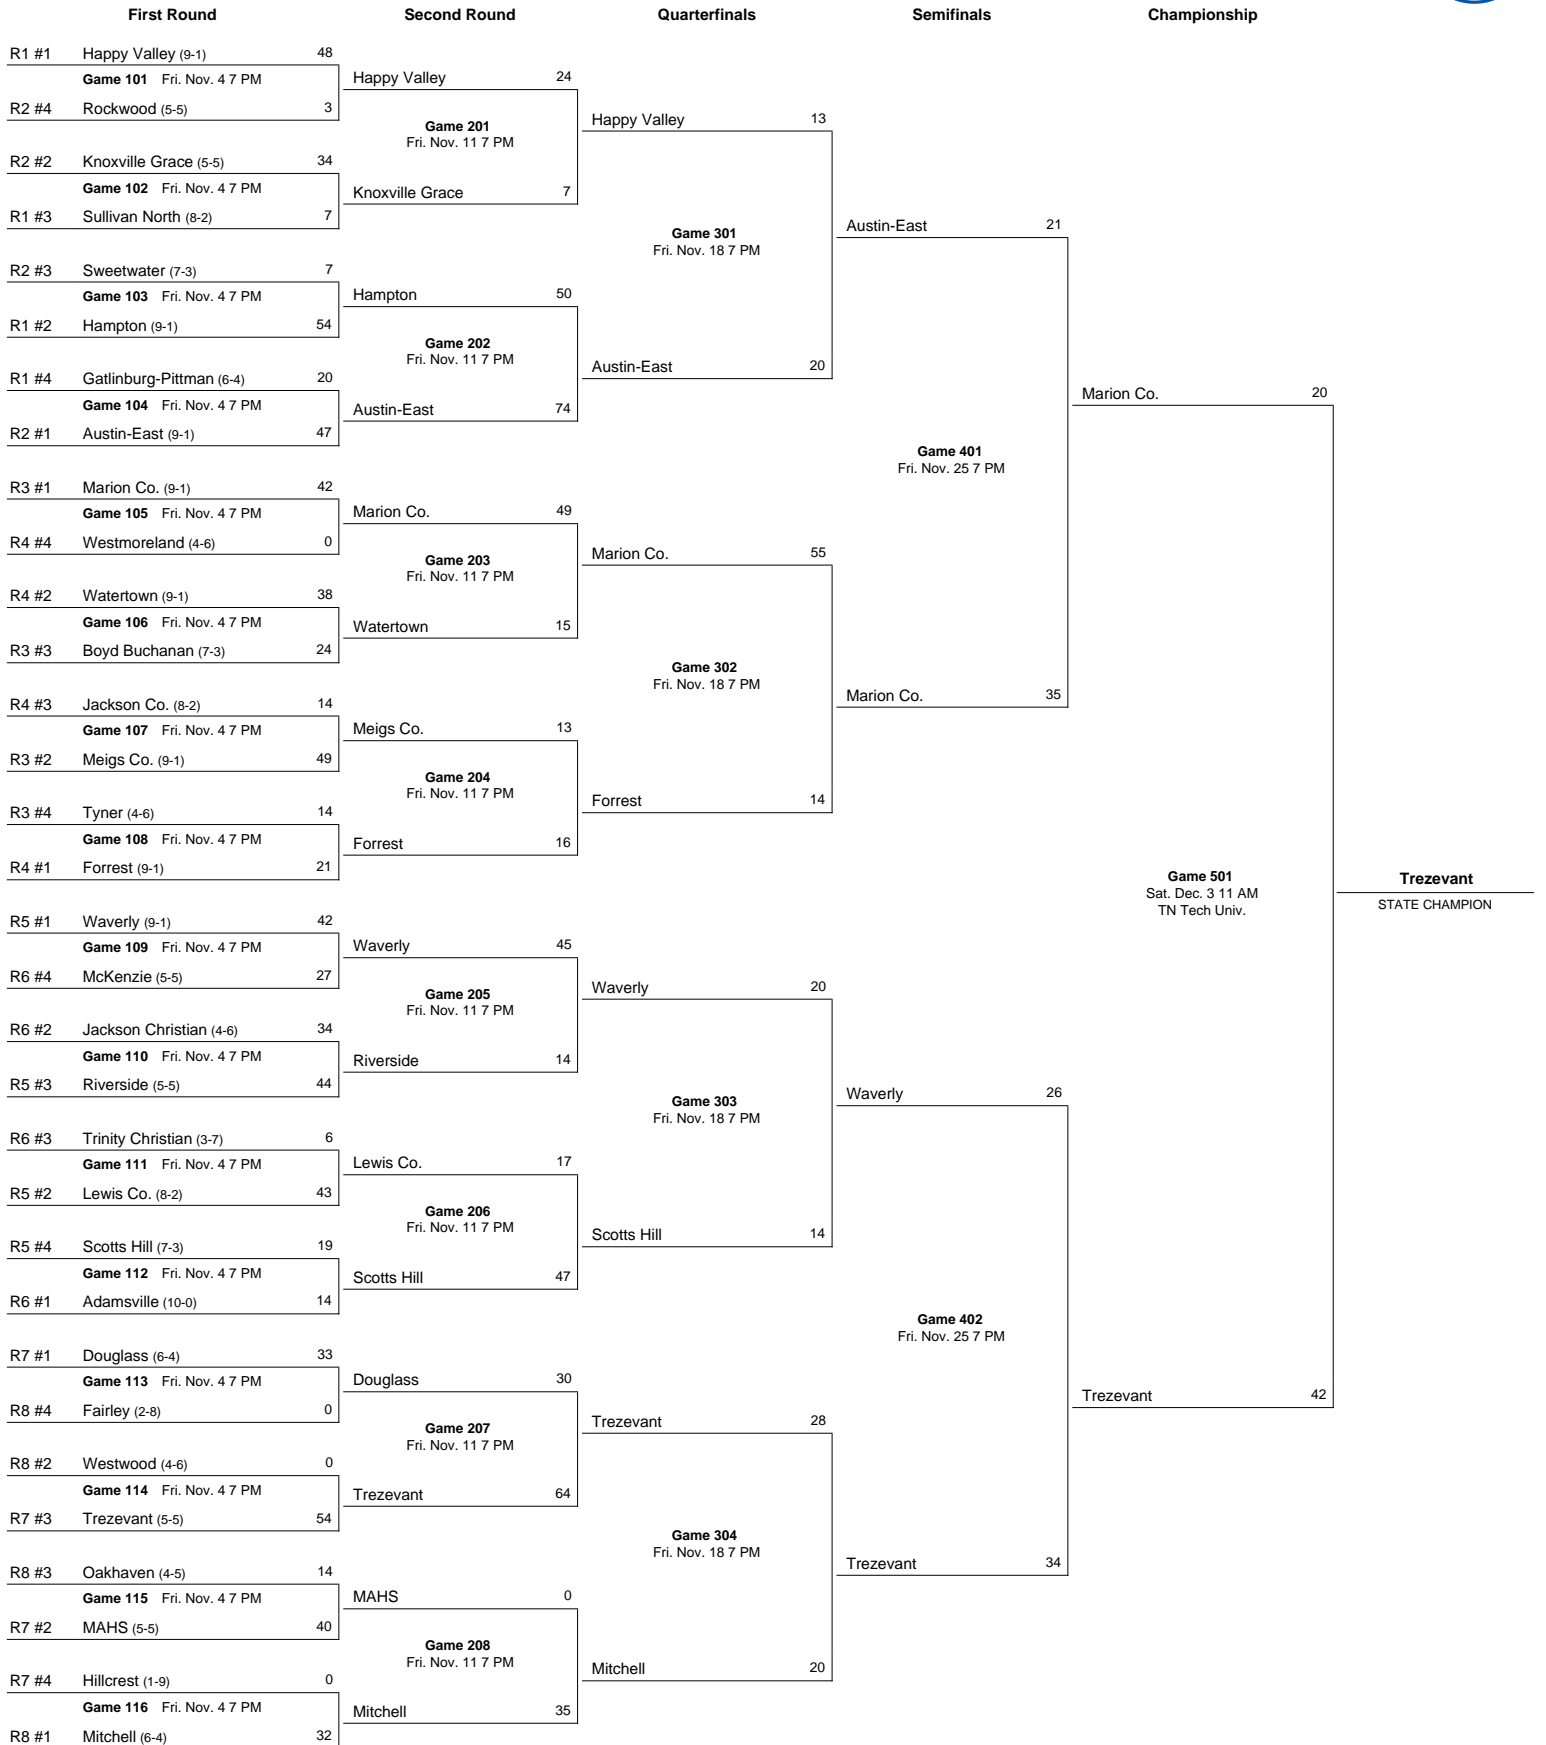 First Round Second Round Quarterfinals Semifinals Championship
R1 #1 Happy Valley (9-1) 48
Game 101 Fri. Nov. 4 7 PM
R2 #4 Rockwood (5-5) 3
R2 #2 Knoxville Grace (5-5) 34
Game 102 Fri. Nov. 4 7 PM
R1 #3 Sullivan North (8-2) 7
R2 #3 Sweetwater (7-3) 7
Game 103 Fri. Nov. 4 7 PM
R1 #2 Hampton (9-1) 54
R1 #4 Gatlinburg-Pittman (6-4) 20
Game 104 Fri. Nov. 4 7 PM
R2 #1 Austin-East (9-1) 47
R3 #1 Marion Co. (9-1) 42
Game 105 Fri. Nov. 4 7 PM
R4 #4 Westmoreland (4-6) 0
R4 #2 Watertown (9-1) 38
Game 106 Fri. Nov. 4 7 PM
R3 #3 Boyd Buchanan (7-3) 24
R4 #3 Jackson Co. (8-2) 14
Game 107 Fri. Nov. 4 7 PM
R3 #2 Meigs Co. (9-1) 49
R3 #4 Tyner (4-6) 14
Game 108 Fri. Nov. 4 7 PM
R4 #1 Forrest (9-1) 21
R5 #1 Waverly (9-1) 42
Game 109 Fri. Nov. 4 7 PM
R6 #4 McKenzie (5-5) 27
R6 #2 Jackson Christian (4-6) 34
Game 110 Fri. Nov. 4 7 PM
R5 #3 Riverside (5-5) 44
R6 #3 Trinity Christian (3-7) 6
Game 111 Fri. Nov. 4 7 PM
R5 #2 Lewis Co. (8-2) 43
R5 #4 Scotts Hill (7-3) 19
Game 112 Fri. Nov. 4 7 PM
R6 #1 Adamsville (10-0) 14
R7 #1 Douglass (6-4) 33
Game 113 Fri. Nov. 4 7 PM
R8 #4 Fairley (2-8) 0
R8 #2 Westwood (4-6) 0
Game 114 Fri. Nov. 4 7 PM
R7 #3 Trezevant (5-5) 54
R8 #3 Oakhaven (4-5) 14
Game 115 Fri. Nov. 4 7 PM
R7 #2 MAHS (5-5) 40
R7 #4 Hillcrest (1-9) 0
Game 116 Fri. Nov. 4 7 PM
R8 #1 Mitchell (6-4) 32
Happy Valley 24
Game 201
Fri. Nov. 11 7 PM
Knoxville Grace 7
Hampton 50
Game 202
Fri. Nov. 11 7 PM
Austin-East 74
Marion Co. 49
Game 203
Fri. Nov. 11 7 PM
Watertown 15
Meigs Co. 13
Game 204
Fri. Nov. 11 7 PM
Forrest 16
Waverly 45
Game 205
Fri. Nov. 11 7 PM
Riverside 14
Lewis Co. 17
Game 206
Fri. Nov. 11 7 PM
Scotts Hill 47
Douglass 30
Game 207
Fri. Nov. 11 7 PM
Trezevant 64
MAHS 0
Game 208
Fri. Nov. 11 7 PM
Mitchell 35
Happy Valley 13
Game 301
Fri. Nov. 18 7 PM
Austin-East 20
Marion Co. 55
Game 302
Fri. Nov. 18 7 PM
Forrest 14
Waverly 20
Game 303
Fri. Nov. 18 7 PM
Scotts Hill 14
Trezevant 28
Game 304
Fri. Nov. 18 7 PM
Mitchell 20
Austin-East 21
Game 401
Fri. Nov. 25 7 PM
Marion Co. 35
Waverly 26
Game 402
Fri. Nov. 25 7 PM
Trezevant 34
Marion Co. 20
Game 501
Sat. Dec. 3 11 AM
TN Tech Univ.
Trezevant 42
Trezevant
STATE CHAMPION